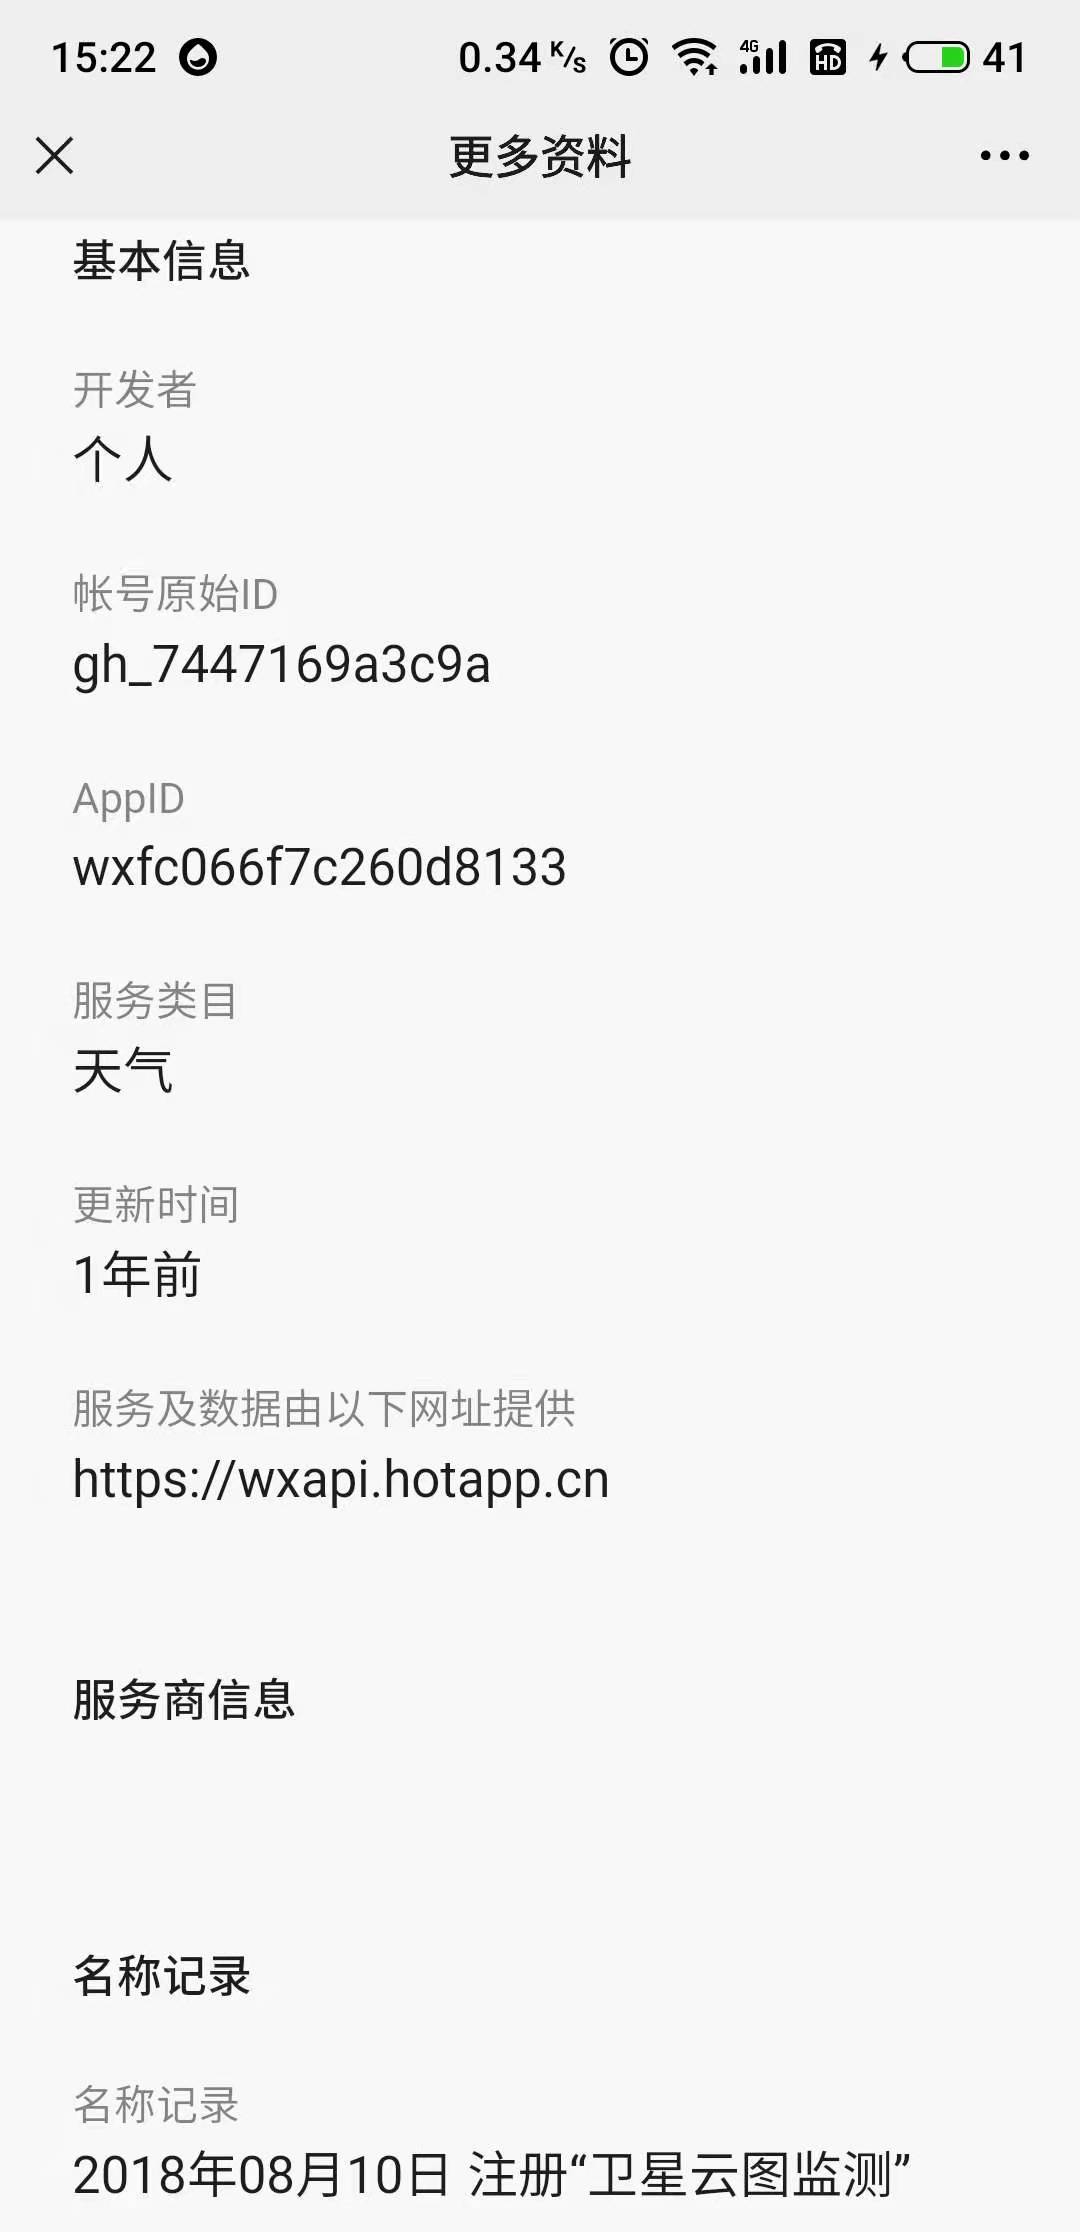 15:22
0.34 K/s
4G
HD
41
更多资料
基本信息
开发者
个人
帐号原始ID
gh_7447169a3c9a
AppID
wxfc066f7c260d8133
服务类目
天气
更新时间
1年前
服务及数据由以下网址提供
https://wxapi.hotapp.cn
服务商信息
名称记录
名称记录
2018年08月10日 注册“卫星云图监测”